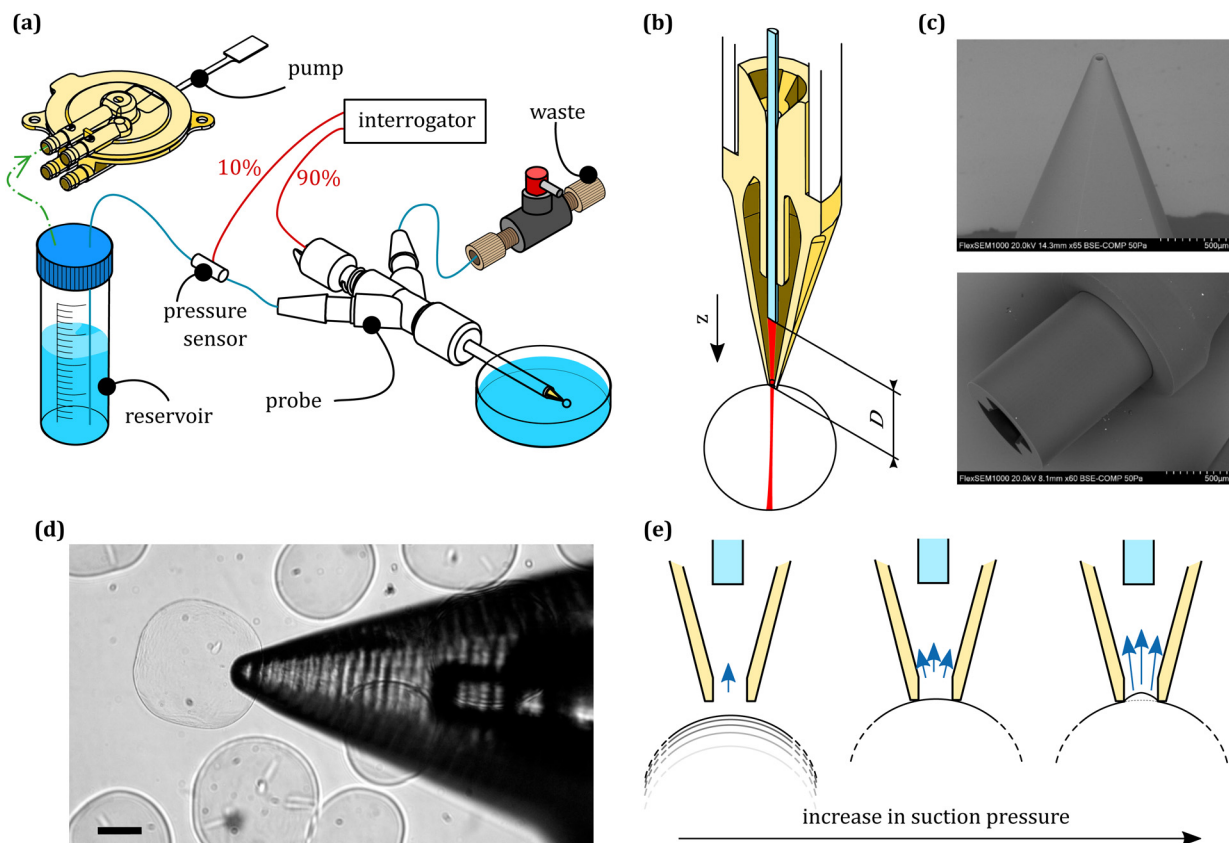 (a)
pump
interrogator
waste
10%
90%
pressure
sensor
reservoir
probe
(b)
z
D
(c)
FlexSEM1000 20.0kV 14.3mm x65 BSE-COMP 50Pa
500μm
FlexSEM1000 20.0kV 8.1mm x60 BSE-COMP 50Pa
500μm
(d)
(e)
increase in suction pressure